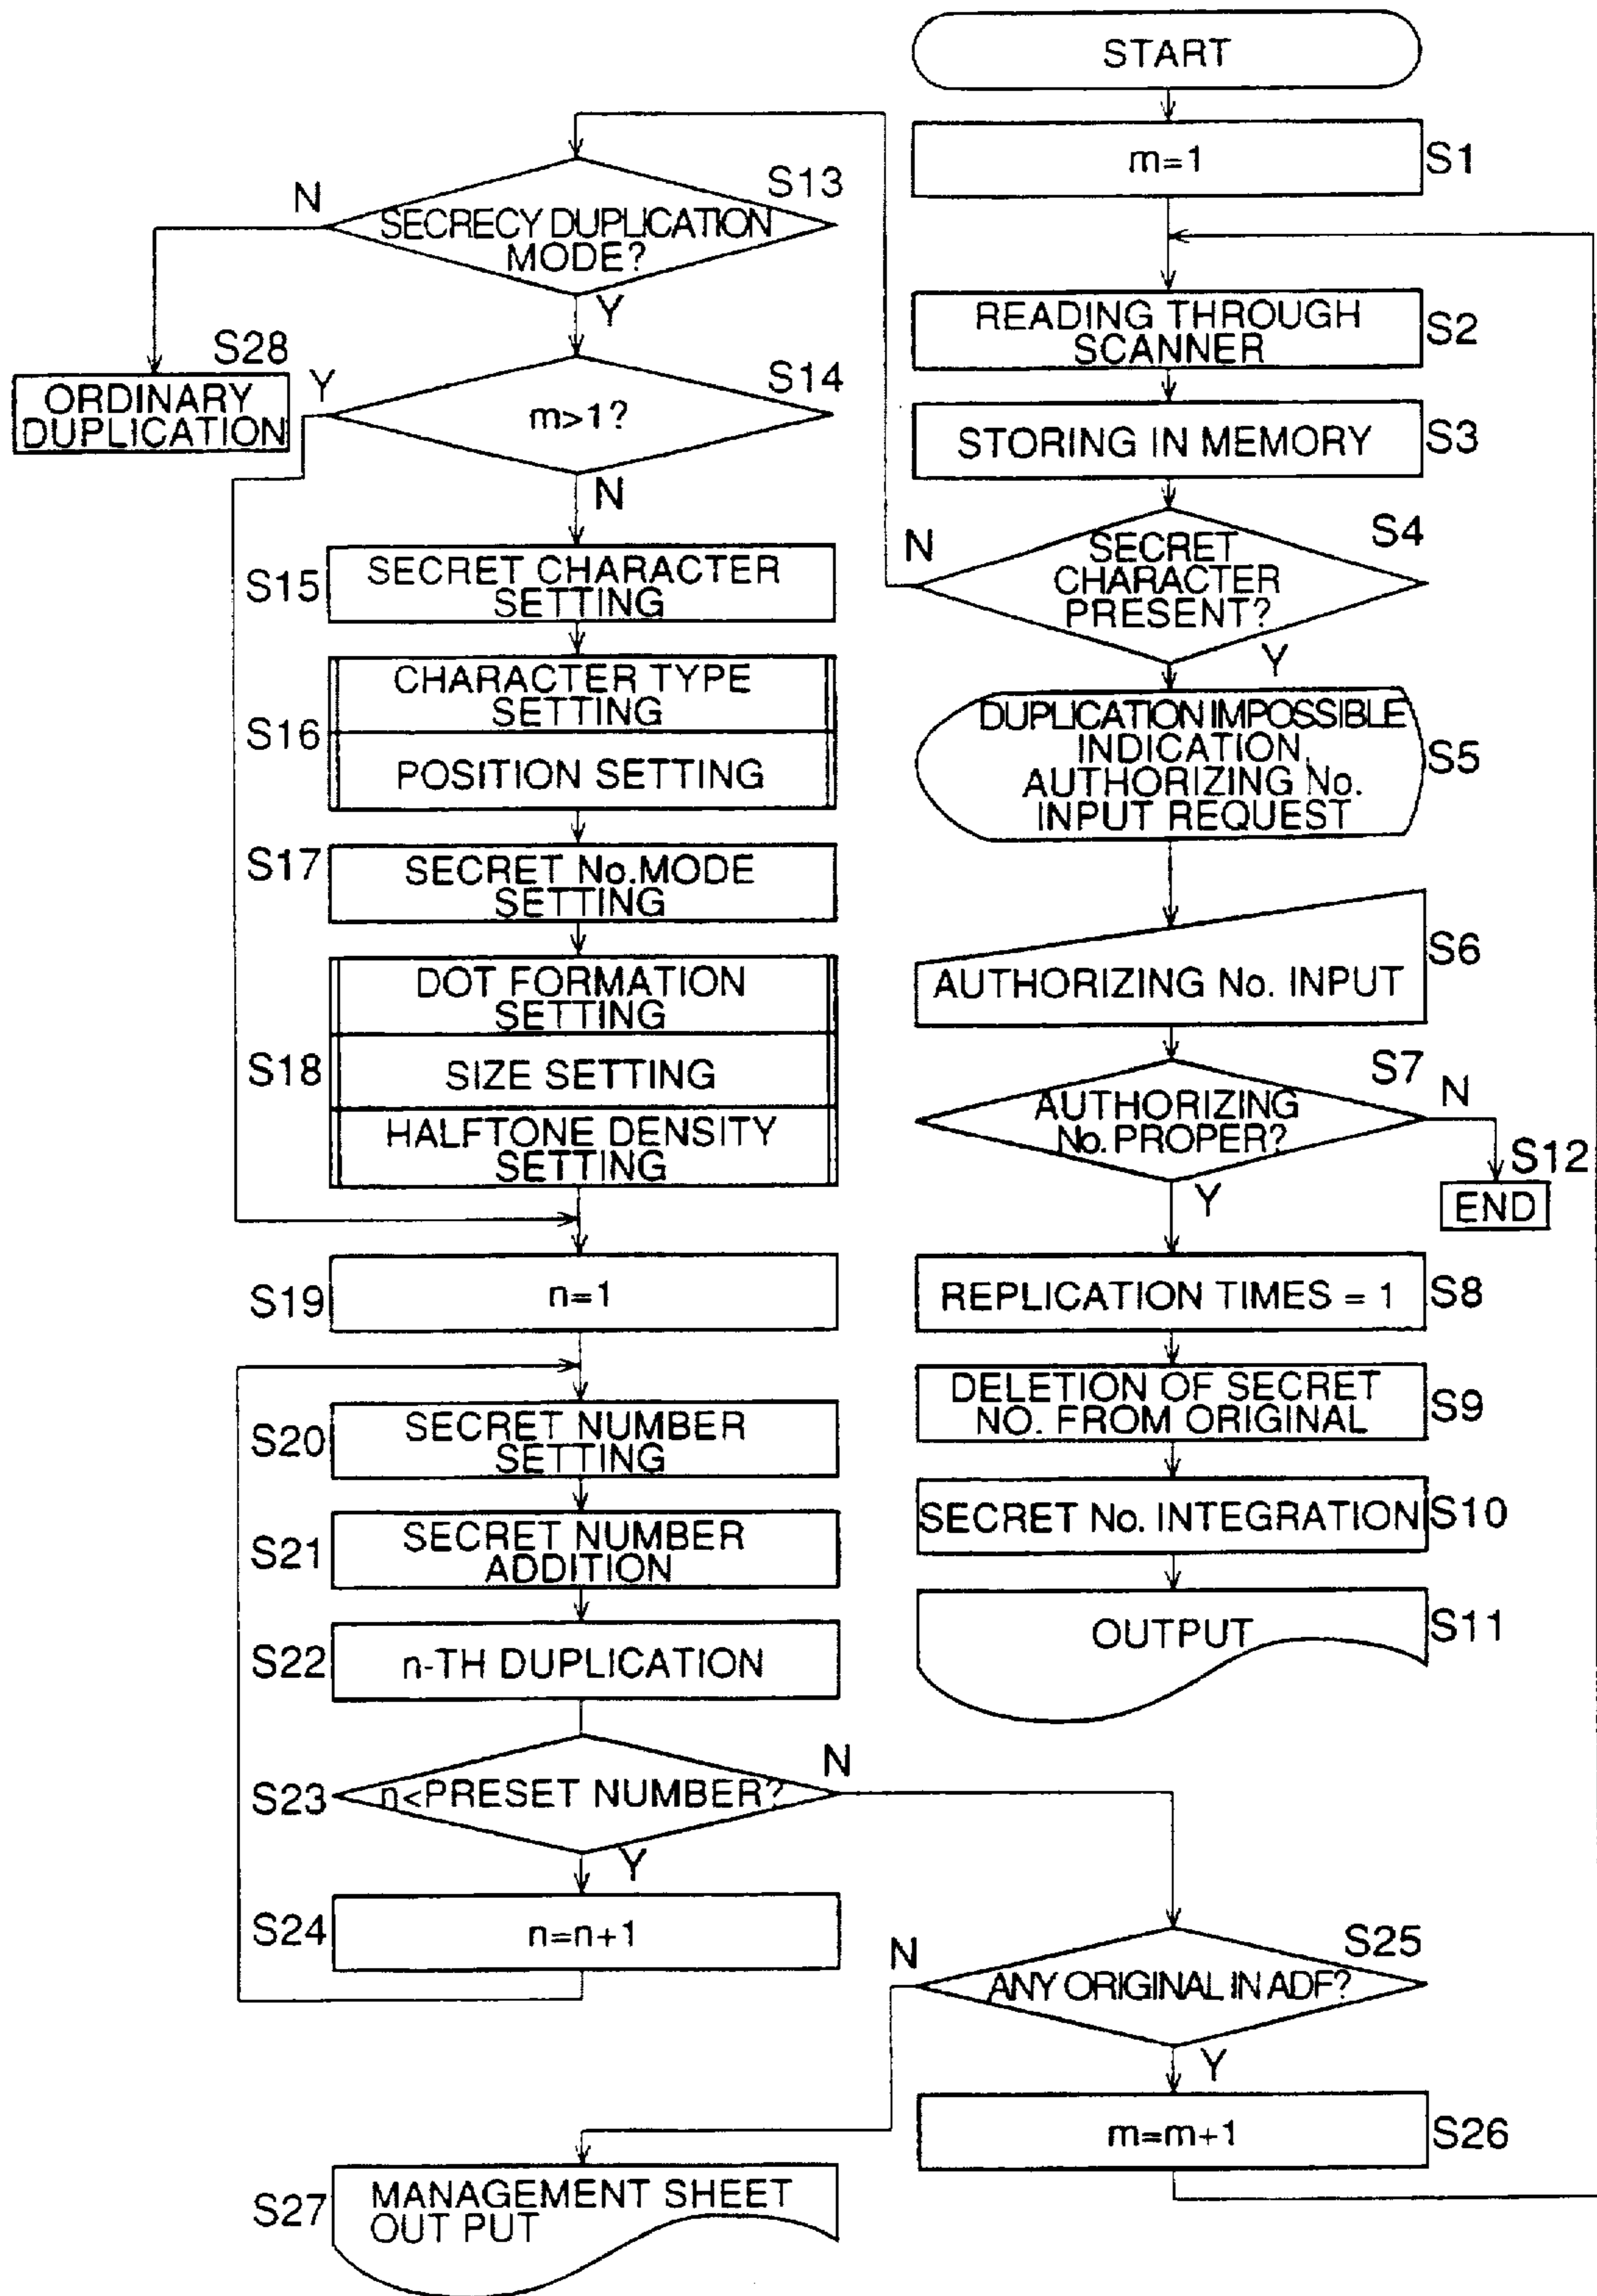 START
m=1
S1
READING THROUGH
SCANNER
S2
STORING IN MEMORY
S3
SECRET
CHARACTER
PRESENT?
S4
N
Y
DUPLICATION IMPOSSIBLE
INDICATION,
AUTHORIZING No.
INPUT REQUEST
S5
AUTHORIZING No. INPUT
S6
AUTHORIZING
No. PROPER?
S7
N
S12
END
Y
REPLICATION TIMES = 1
S8
DELETION OF SECRET
NO. FROM ORIGINAL
S9
SECRET No. INTEGRATION
S10
OUTPUT
S11
S13
N
SECRECY DUPLICATION
MODE?
Y
S28
ORDINARY
DUPLICATION
S14
Y
m>1?
N
S15
SECRET CHARACTER
SETTING
S16
CHARACTER TYPE
SETTING
POSITION SETTING
S17
SECRET No.MODE
SETTING
S18
DOT FORMATION
SETTING
SIZE SETTING
HALFTONE DENSITY
SETTING
S19
n=1
S20
SECRET NUMBER
SETTING
S21
SECRET NUMBER
ADDITION
S22
n-TH DUPLICATION
S23
n<PRESET NUMBER?
N
Y
S24
n=n+1
S25
N
ANY ORIGINAL IN ADF?
Y
m=m+1
S26
S27
MANAGEMENT SHEET
OUT PUT